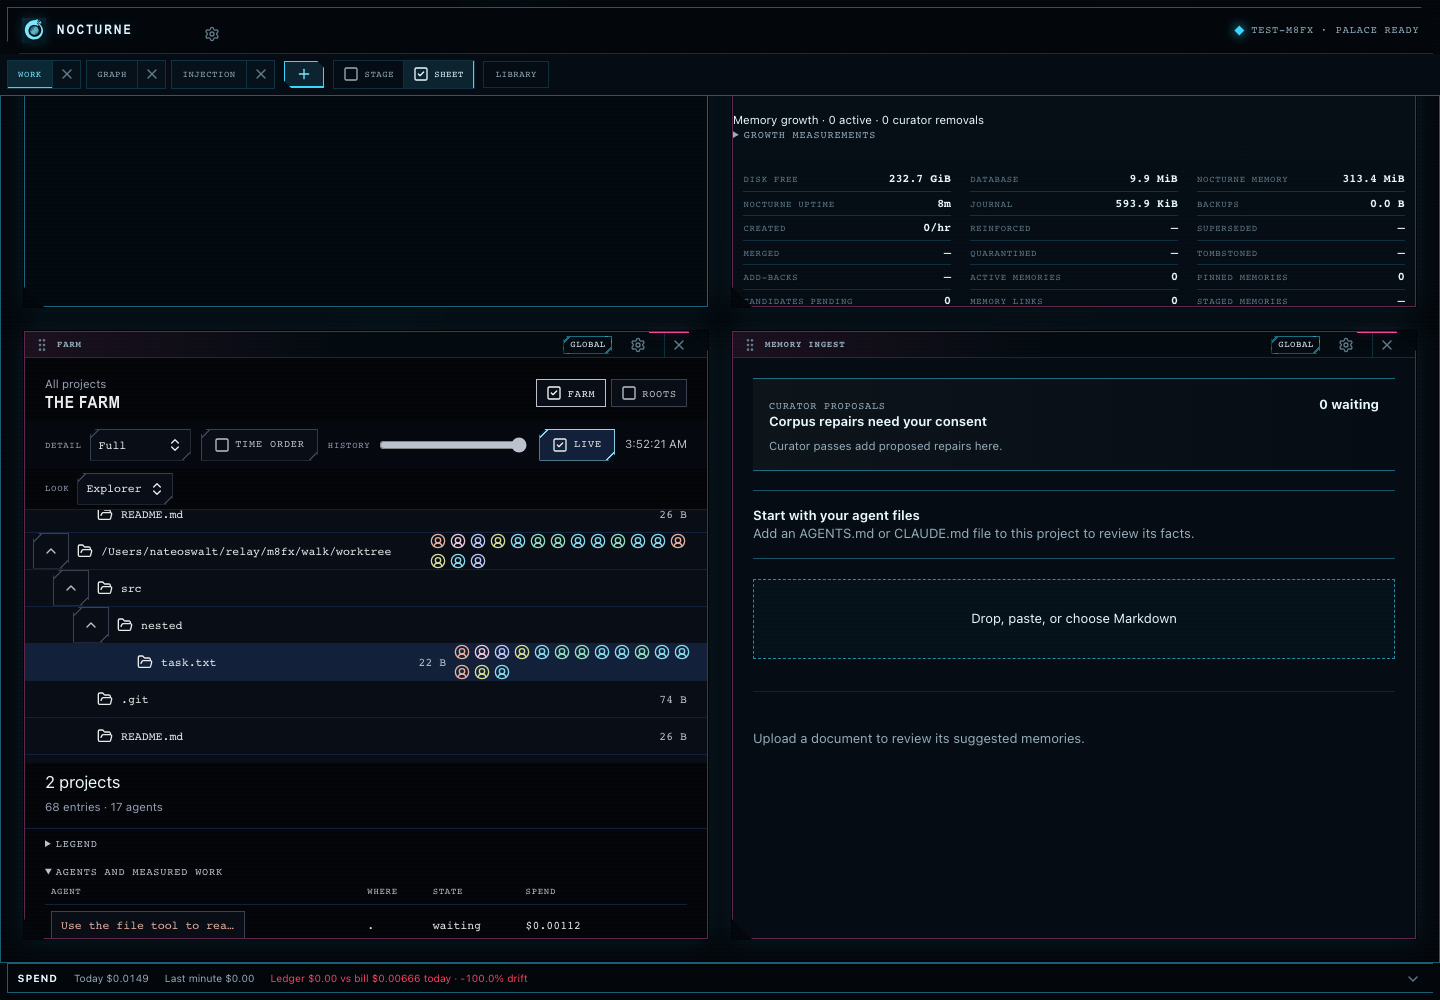 NOCTURNE
TEST-M8FX · PALACE READY
WORK
GRAPH
INJECTION
STAGE
SHEET
LIBRARY
Memory growth · 0 active · 0 curator removals
GROWTH MEASUREMENTS
DISK FREE 232.7 GiB DATABASE 9.9 MiB NOCTURNE MEMORY 313.4 MiB
NOCTURNE UPTIME 8m JOURNAL 593.9 KiB BACKUPS 0.0 B
CREATED 0/hr REINFORCED — SUPERSEDED —
MERGED — QUARANTINED — TOMBSTONED —
ADD-BACKS — ACTIVE MEMORIES 0 PINNED MEMORIES 0
CANDIDATES PENDING 0 MEMORY LINKS 0 STAGED MEMORIES —
FARM GLOBAL
All projects
THE FARM
FARM ROOTS
DETAIL Full TIME ORDER HISTORY LIVE 3:52:21 AM
LOOK Explorer
README.md 26 B
/Users/nateoswalt/relay/m8fx/walk/worktree
src
nested
task.txt 22 B
.git 74 B
README.md 26 B
2 projects
68 entries · 17 agents
LEGEND
AGENTS AND MEASURED WORK
AGENT WHERE STATE SPEND
Use the file tool to rea… . waiting $0.00112
MEMORY INGEST GLOBAL
CURATOR PROPOSALS 0 waiting
Corpus repairs need your consent
Curator passes add proposed repairs here.
Start with your agent files
Add an AGENTS.md or CLAUDE.md file to this project to review its facts.
Drop, paste, or choose Markdown
Upload a document to review its suggested memories.
SPEND Today $0.0149 Last minute $0.00 Ledger $0.00 vs bill $0.00666 today · -100.0% drift